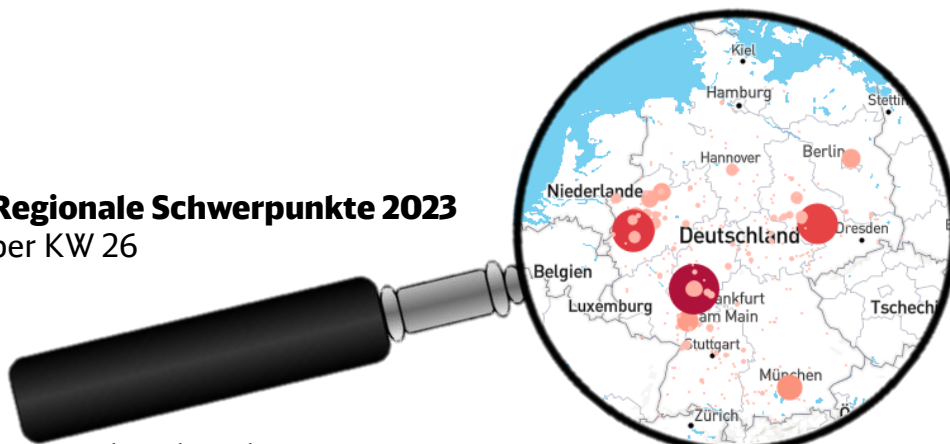 Regionale Schwerpunkte 2023
per KW 26
Kiel
Hamburg
Stettin
Hannover
Berlin
Niederlande
Deutschland
Dresden
Belgien
Luxemburg
ankfurt
am Main
Tschechi
Stuttgart
München
Zürich